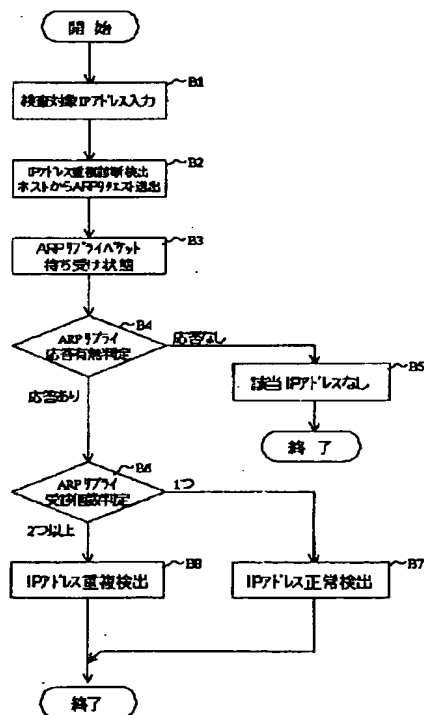 開始
B1
検査対象IPアドレス入力
B2
IPアドレス重複診断検出
ホストからARPリクエスト送出
B3
ARPリプライパケット
待ち受け状態
B4
ARPリプライ
応答有無判定
応答なし
B5
該当IPアドレスなし
応答あり
終了
B6
ARPリプライ
受信個数判定
1つ
2つ以上
B8
IPアドレス重複検出
B7
IPアドレス正常検出
終了